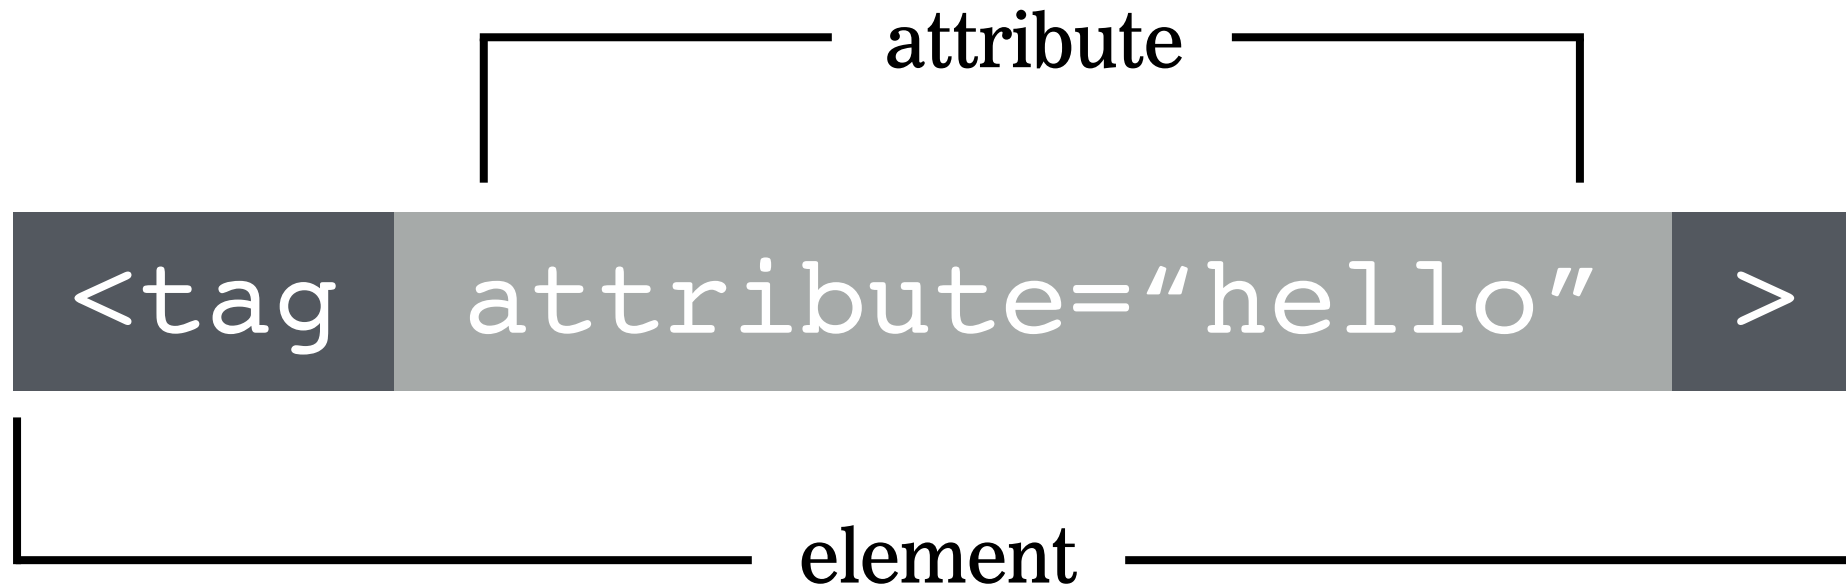 attribute
<tag attribute=“hello” >
element